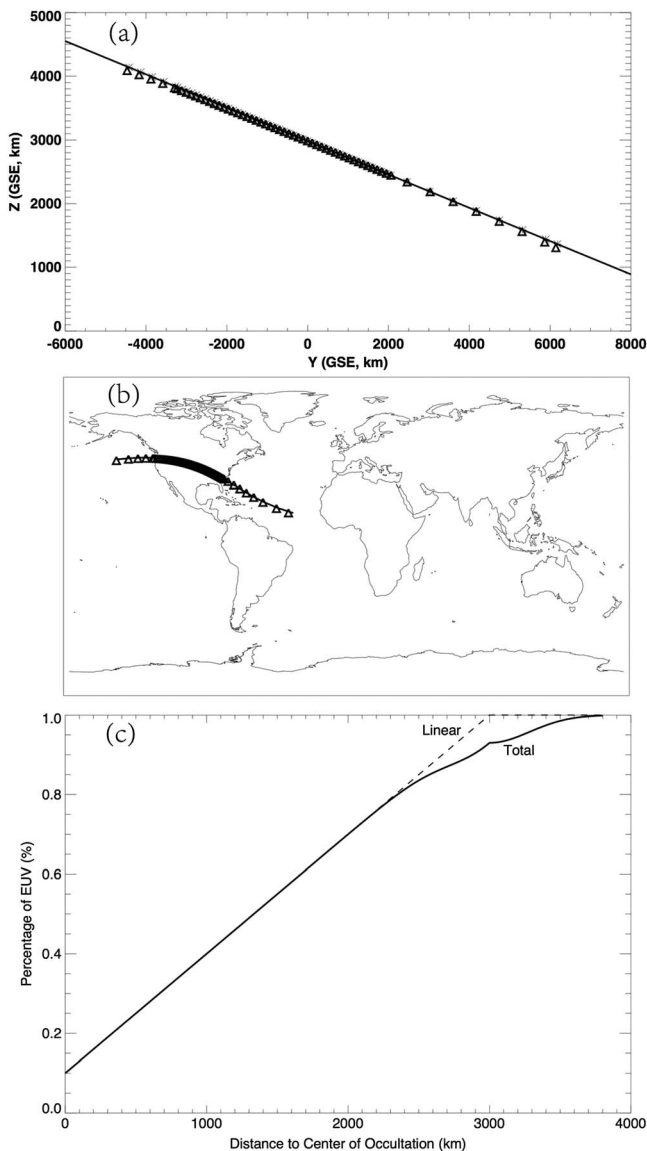 (a)
5000
4000
3000
2000
1000
0
Z (GSE, km)
-6000 -4000 -2000 0 2000 4000 6000 8000
Y (GSE, km)
(b)
(c)
1.0
0.8
0.6
0.4
0.2
0.0
Percentage of EUV (%)
Linear
Total
0 1000 2000 3000 4000
Distance to Center of Occultation (km)